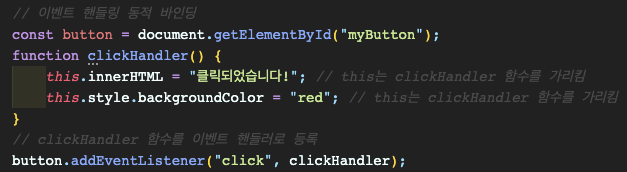 // 이벤트 핸들링 동적 바인딩
const button = document.getElementById("myButton");
function clickHandler() {
    this.innerHTML = "클릭되었습니다!"; // this는 clickHandler 함수를 가리킴
    this.style.backgroundColor = "red"; // this는 clickHandler 함수를 가리킴
}
// clickHandler 함수를 이벤트 핸들러로 등록
button.addEventListener("click", clickHandler);